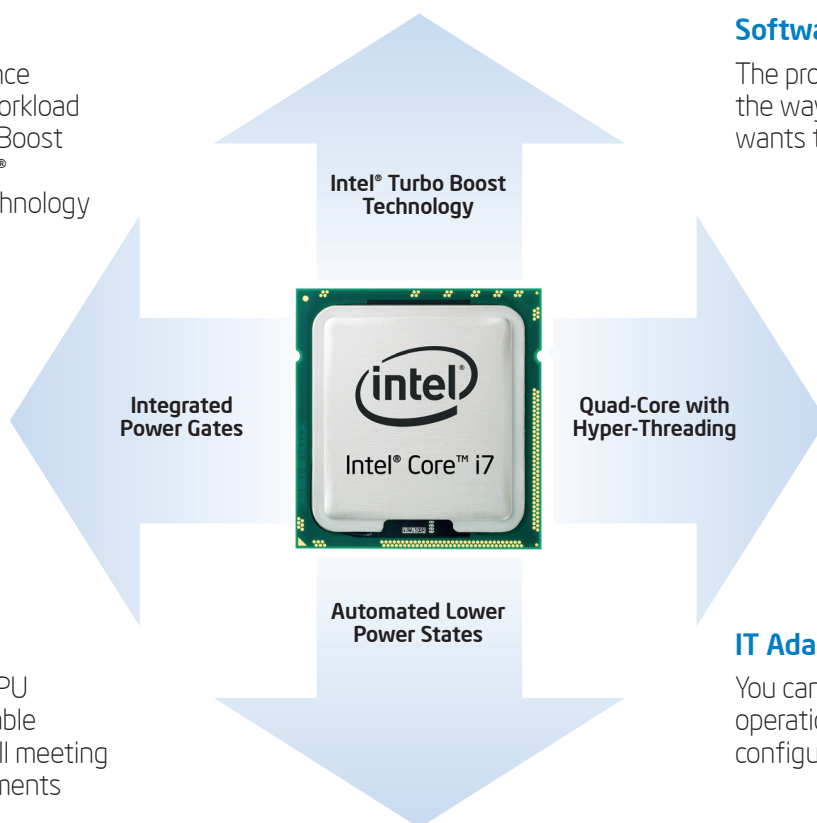 Softwa
nce
The pro
orkload
the way
Boost
wants t
®
hnology
Intel® Turbo Boost
Technology
Integrated
Power Gates
intel®
Intel® Core™ i7
Quad-Core with
Hyper-Threading
Automated Lower
Power States
IT Ada
PU
You can
able
operatio
ll meeting
configu
ments